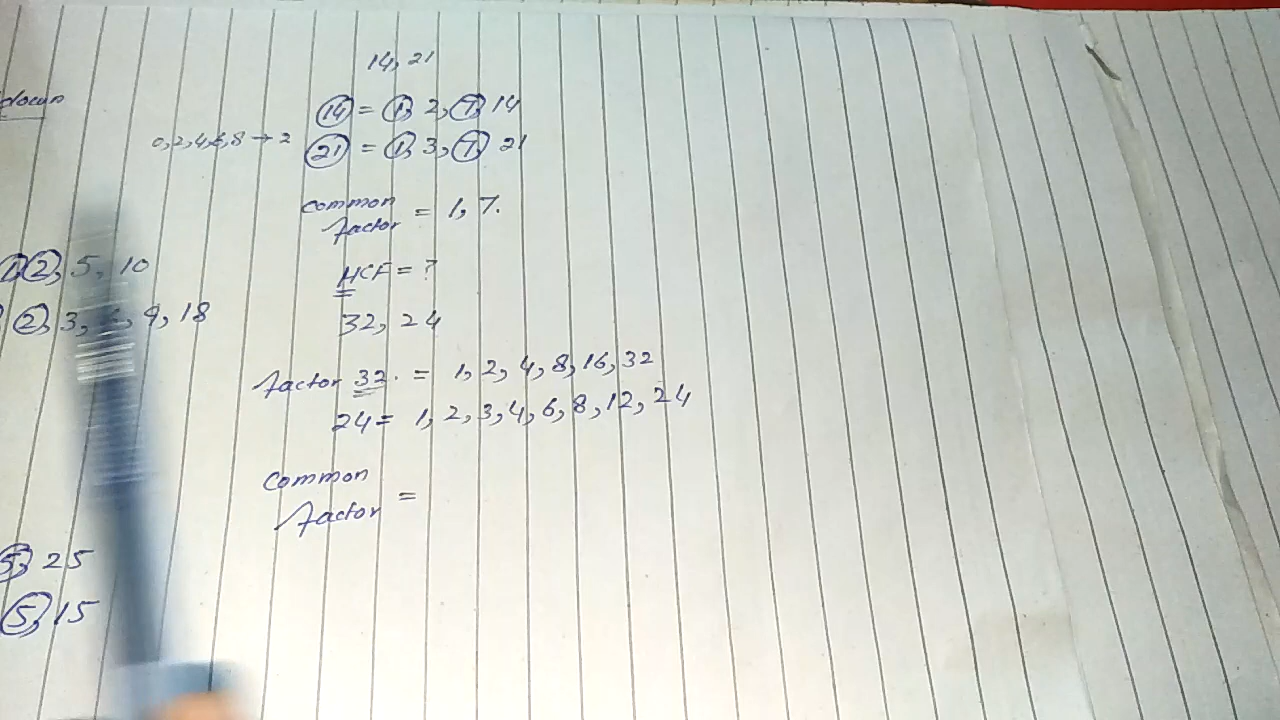 down
14, 21
14 = 1, 2, 7, 14
0,2,4,6,8 → 2
21 = 1, 3, 7, 21
common
factor = 1, 7.
1, 2, 5, 10
2, 3, 9, 18
HCF = ?
32, 24
factor 32. = 1, 2, 4, 8, 16, 32
24 = 1, 2, 3, 4, 6, 8, 12, 24
common
factor =
5, 25
5, 15